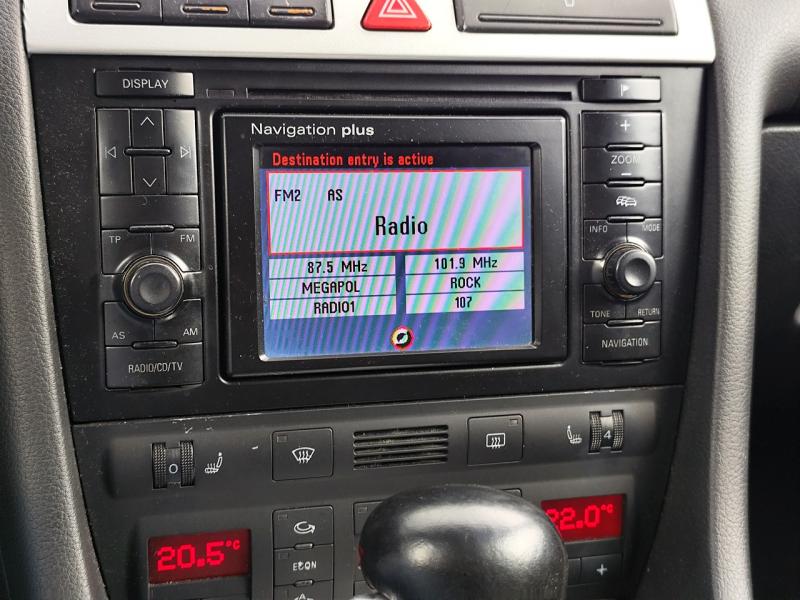 DISPLAY
Navigation plus
Destination entry is active
FM2 AS
Radio
87.5 MHz 101.9 MHz
MEGAPOL ROCK
RADIO1 107
+
ZOOM
−
INFO MODE
TP FM
AS AM
TONE RETURN
RADIO/CD/TV
NAVIGATION
0
4
20.5°C
22.0°C
ECON
+